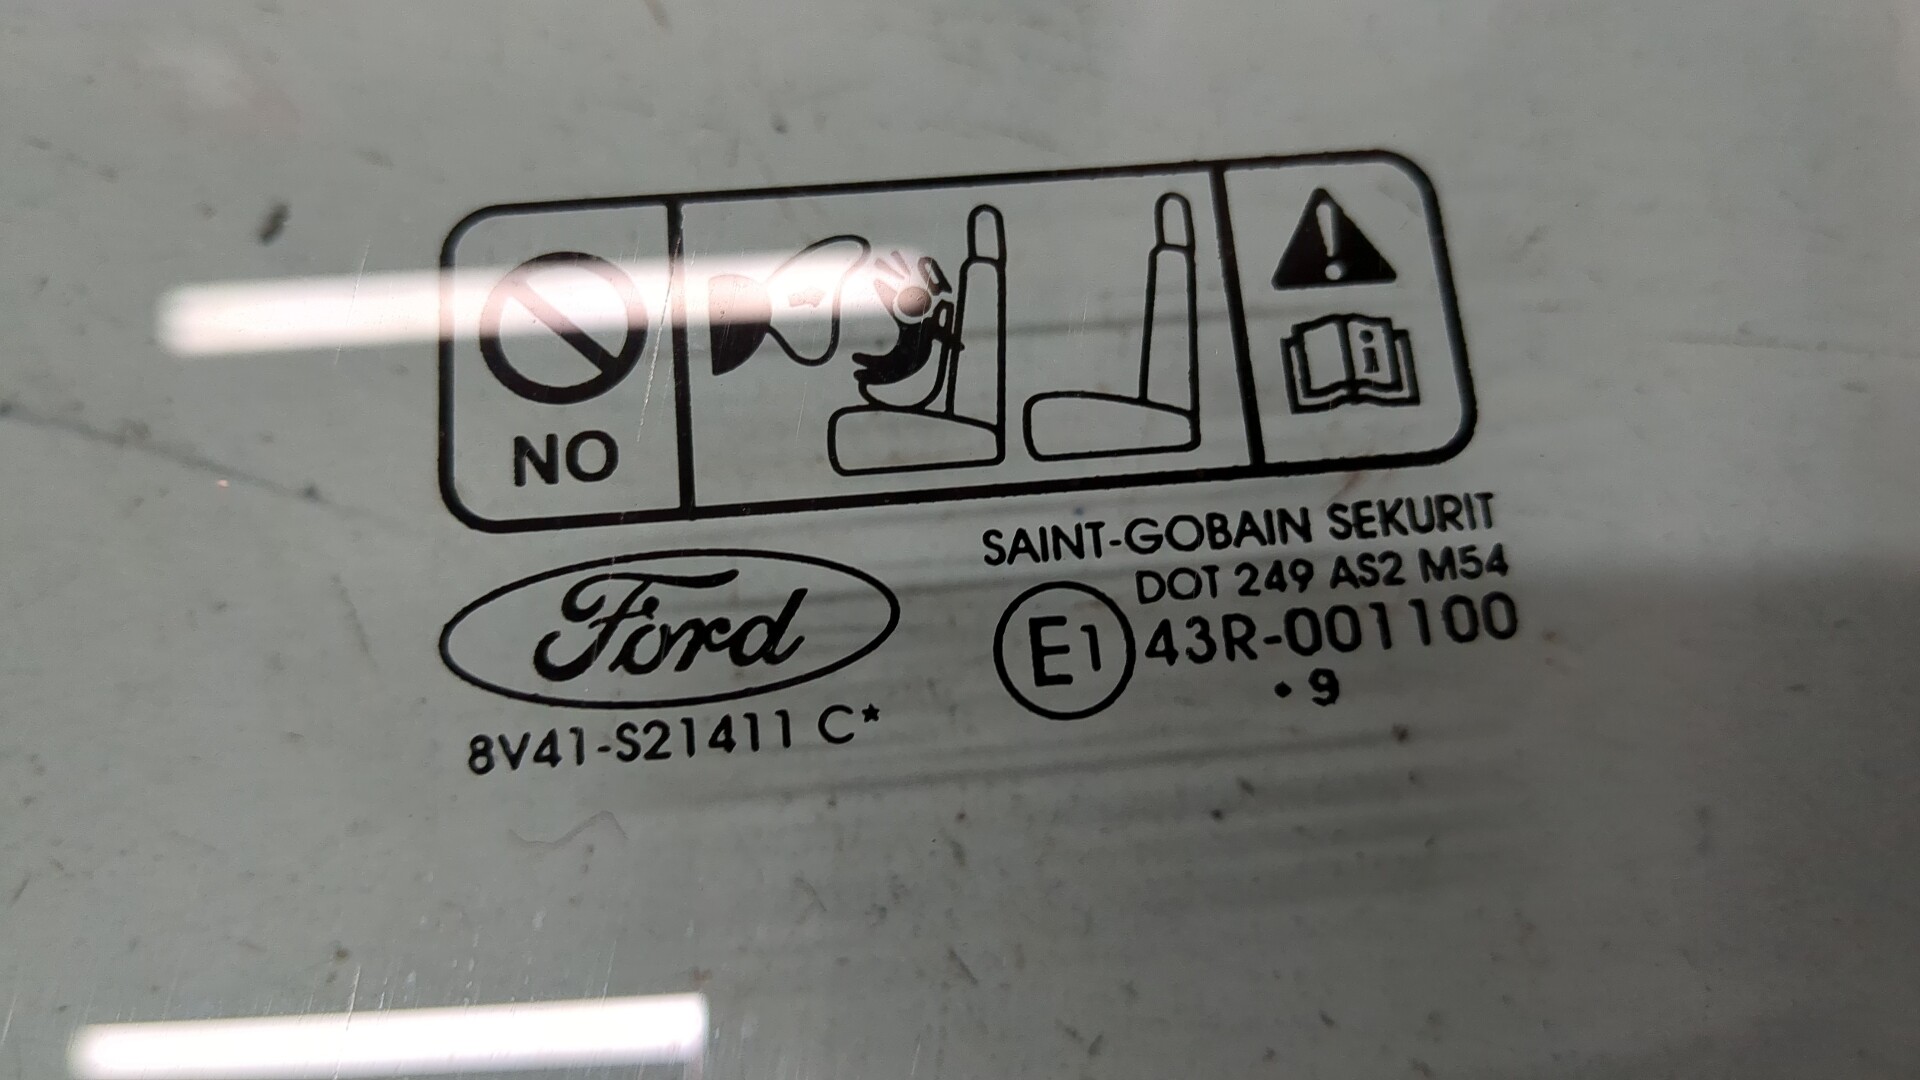 NO
i
SAINT-GOBAIN SEKURIT
DOT 249 AS2 M54
E1 43R-001100
• 9
Ford
8V41-S21411 C*